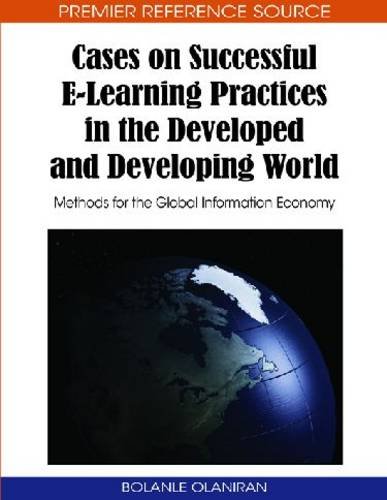 PREMIER REFERENCE SOURCE
Cases on Successful
E-Learning Practices
in the Developed
and Developing World
Methods for the Global Information Economy
BOLANLE OLANIRAN